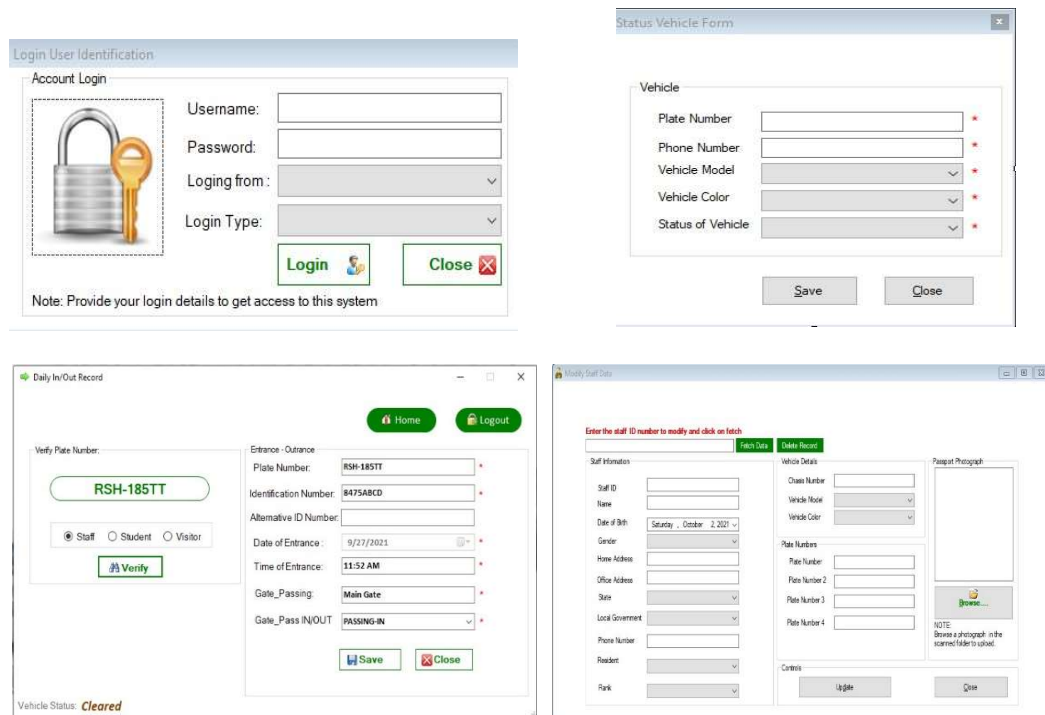 Login User Identification
Account Login
Username:
Password:
Loging from :
Login Type:
Login
Close
Note: Provide your login details to get access to this system
Status Vehicle Form
Vehicle
Plate Number *
Phone Number *
Vehicle Model *
Vehicle Color *
Status of Vehicle *
Save
Close
Daily In/Out Record
Home
Logout
Verify Plate Number:
RSH-185TT
Staff Student Visitor
Verify
Entrance - Outrance
Plate Number: RSH-185TT *
Identification Number: 8475ABCD *
Alternative ID Number:
Date of Entrance : 9/27/2021 *
Time of Entrance: 11:52 AM *
Gate_Passing: Main Gate *
Gate_Pass IN/OUT PASSING-IN *
Save
Close
Vehicle Status: Cleared
Modify Staff Data
Enter the staff ID number to modify and click on fetch
Fetch Data
Delete Record
Staff Information
Staff ID
Name
Date of Birth Saturday , October 2, 2021
Gender
Home Address
Office Address
State
Local Government
Phone Number
Resident
Rank
Vehicle Details
Chassis Number
Vehicle Model
Vehicle Color
Plate Numbers
Plate Number
Plate Number 2
Plate Number 3
Plate Number 4
Controls
Update
Close
Passport Photograph
Browse....
NOTE:
Browse a photograph in the
scanned folder to upload.